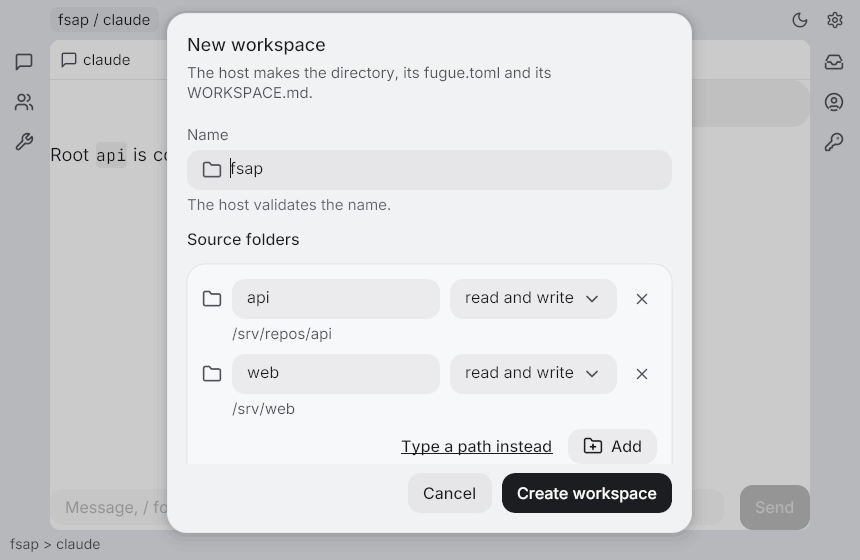 fsap / claude
claude
Root api is co
New workspace
The host makes the directory, its fugue.toml and its
WORKSPACE.md.
Name
fsap
The host validates the name.
Source folders
api
read and write
/srv/repos/api
web
read and write
/srv/web
Type a path instead
Add
Cancel
Create workspace
Message, / fo
Send
fsap > claude